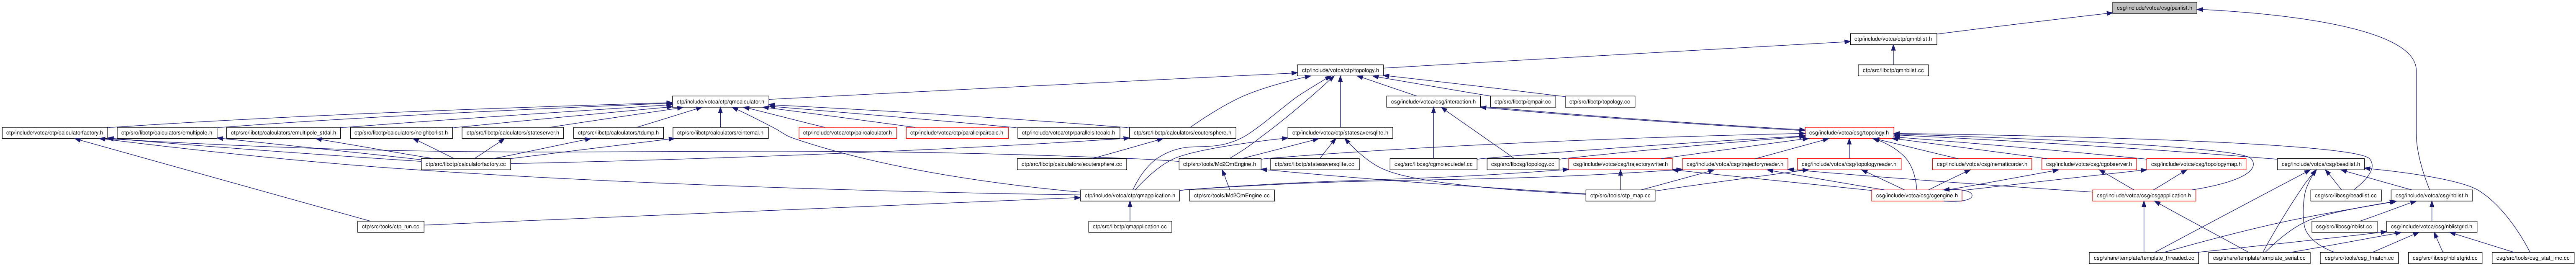 csg/include/votca/csg/pairlist.h
ctp/include/votca/ctp/qmnblist.h
ctp/include/votca/ctp/topology.h
ctp/src/libctp/qmnblist.cc
ctp/include/votca/ctp/qmcalculator.h
csg/include/votca/csg/interaction.h
ctp/src/libctp/qmpair.cc
ctp/src/libctp/topology.cc
ctp/include/votca/ctp/calculatorfactory.h
ctp/src/libctp/calculators/emultipole.h
ctp/src/libctp/calculators/emultipole_stdal.h
ctp/src/libctp/calculators/neighborlist.h
ctp/src/libctp/calculators/stateserver.h
ctp/src/libctp/calculators/tdump.h
ctp/src/libctp/calculators/einternal.h
ctp/include/votca/ctp/paircalculator.h
ctp/include/votca/ctp/parallelpaircalc.h
ctp/include/votca/ctp/parallelsitecalc.h
ctp/src/libctp/calculators/eoutersphere.h
ctp/include/votca/ctp/statesaversqlite.h
csg/include/votca/csg/topology.h
ctp/src/libctp/calculatorfactory.cc
ctp/src/libctp/calculators/eoutersphere.cc
ctp/src/tools/Md2QmEngine.h
ctp/src/libctp/statesaversqlite.cc
csg/src/libcsg/cgmoleculedef.cc
csg/src/libcsg/topology.cc
csg/include/votca/csg/trajectorywriter.h
csg/include/votca/csg/trajectoryreader.h
csg/include/votca/csg/topologyreader.h
csg/include/votca/csg/nematicorder.h
csg/include/votca/csg/cgobserver.h
csg/include/votca/csg/topologymap.h
csg/include/votca/csg/beadlist.h
ctp/include/votca/ctp/qmapplication.h
ctp/src/tools/Md2QmEngine.cc
ctp/src/tools/ctp_map.cc
csg/include/votca/csg/cgengine.h
csg/include/votca/csg/csgapplication.h
csg/src/libcsg/beadlist.cc
csg/include/votca/csg/nblist.h
ctp/src/tools/ctp_run.cc
ctp/src/libctp/qmapplication.cc
csg/src/libcsg/nblist.cc
csg/include/votca/csg/nblistgrid.h
csg/share/template/template_threaded.cc
csg/share/template/template_serial.cc
csg/src/tools/csg_fmatch.cc
csg/src/libcsg/nblistgrid.cc
csg/src/tools/csg_stat_imc.cc